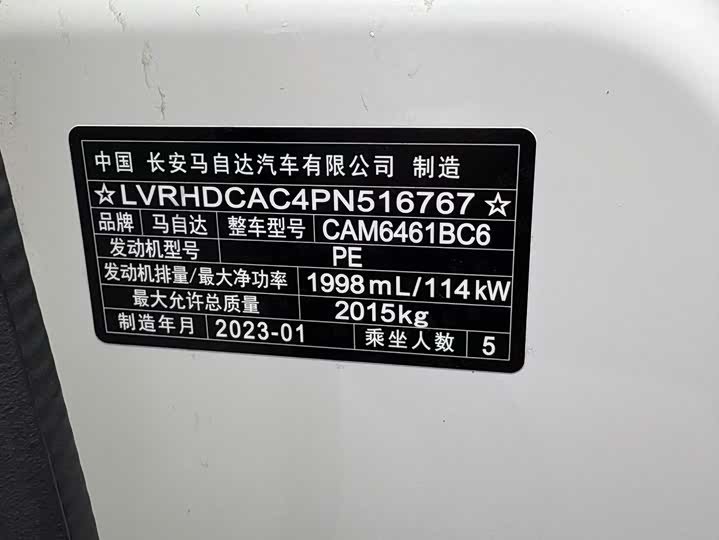 中国 长安马自达汽车有限公司 制造
☆LVRHDCAC4PN516767☆
品牌 马自达 整车型号 CAM6461BC6
发动机型号 PE
发动机排量/最大净功率 1998mL/114kW
最大允许总质量 2015kg
制造年月 2023-01 乘坐人数 5